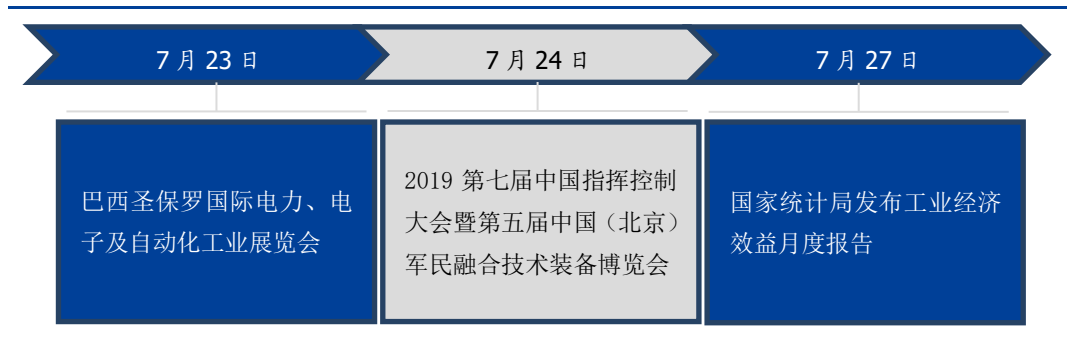 7 月 23 日
7 月 24 日
7 月 27 日
巴西圣保罗国际电力、电
子及自动化工业展览会
2019 第七届中国指挥控制
大会暨第五届中国（北京）
军民融合技术装备博览会
国家统计局发布工业经济
效益月度报告